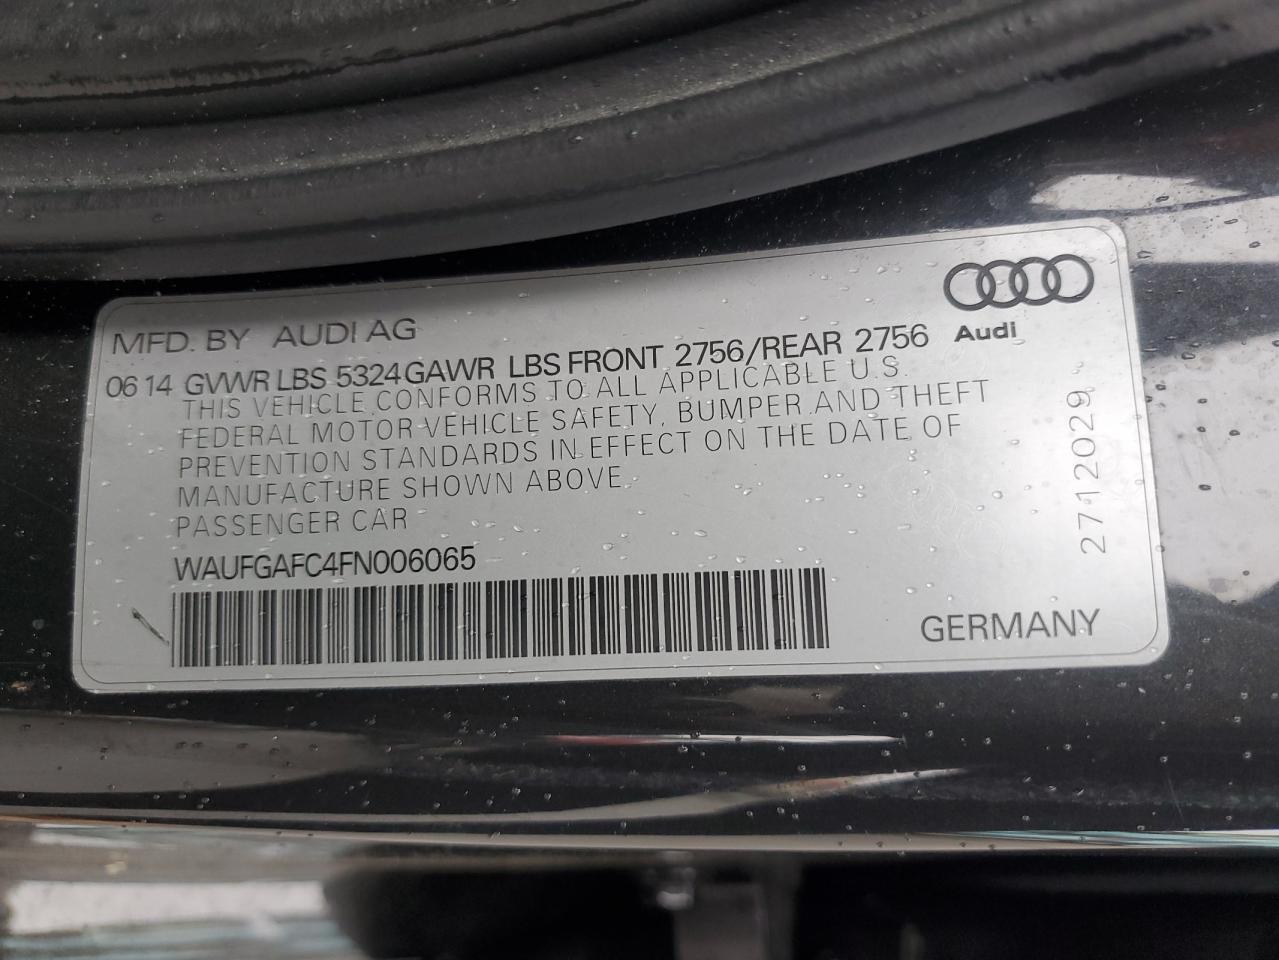 MFD. BY AUDI AG
06 14 GVWR LBS 5324 GAWR LBS FRONT 2756/REAR 2756
THIS VEHICLE CONFORMS TO ALL APPLICABLE U.S.
FEDERAL MOTOR VEHICLE SAFETY, BUMPER AND THEFT
PREVENTION STANDARDS IN EFFECT ON THE DATE OF
MANUFACTURE SHOWN ABOVE.
PASSENGER CAR
WAUFGAFC4FN006065
Audi
2712029
GERMANY